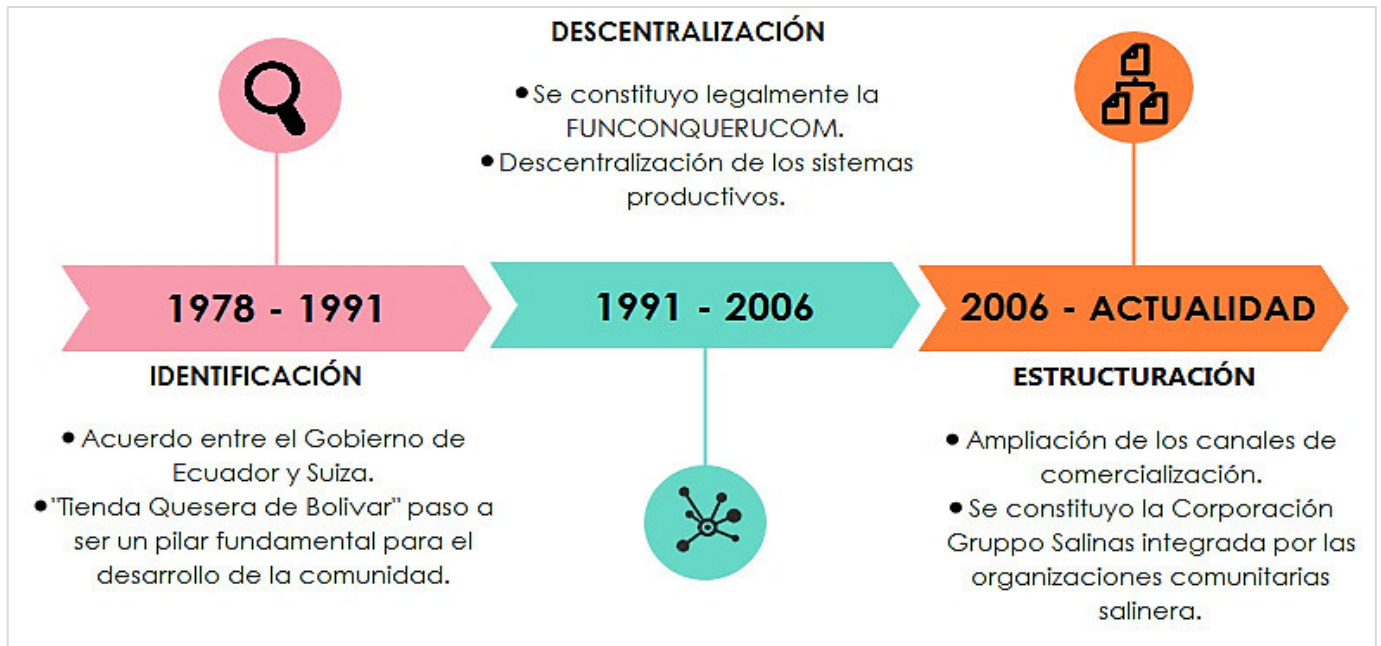 1978 - 1991
IDENTIFICACIÓN
• Acuerdo entre el Gobierno de
Ecuador y Suiza.
• "Tienda Quesera de Bolivar" paso a
ser un pilar fundamental para el
desarrollo de la comunidad.
DESCENTRALIZACIÓN
• Se constituyo legalmente la
FUNCONQUERUCOM.
• Descentralización de los sistemas
productivos.
1991 - 2006
2006 - ACTUALIDAD
ESTRUCTURACIÓN
• Ampliación de los canales de
comercialización.
• Se constituyo la Corporación
Gruppo Salinas integrada por las
organizaciones comunitarias
salinera.